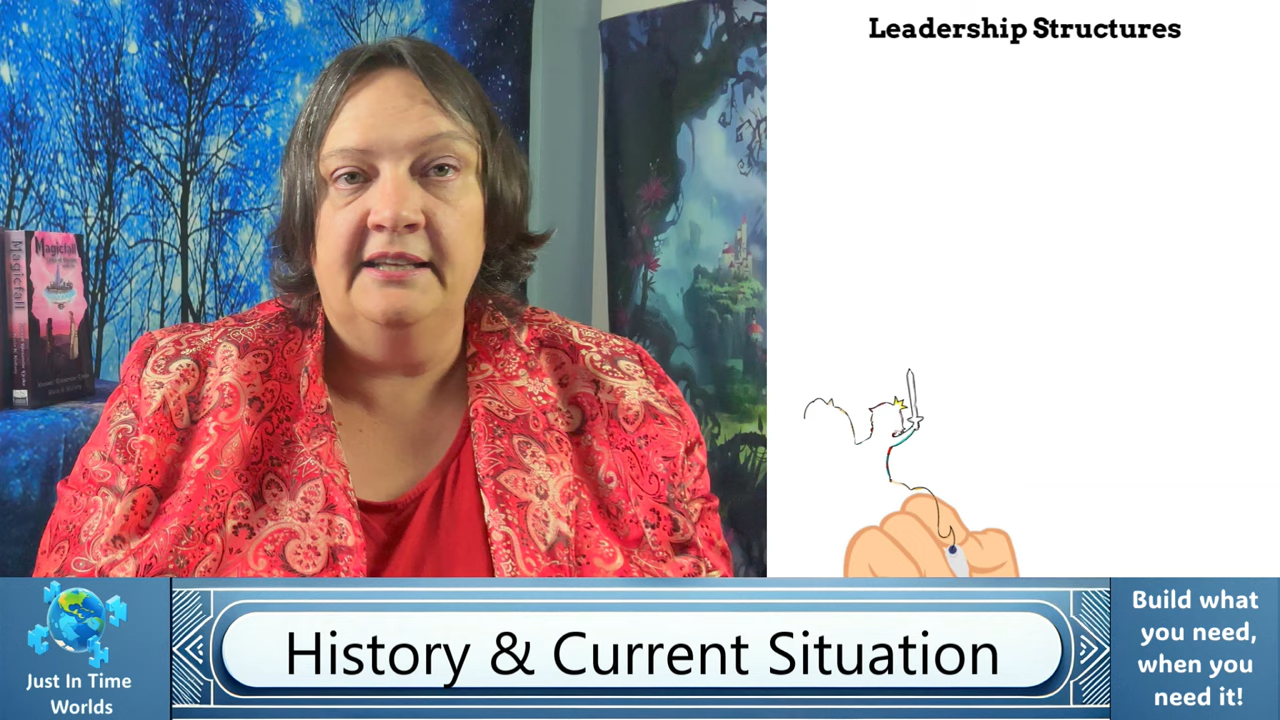 Leadership Structures
Magicfall
Magicfall
History & Current Situation
Just In Time
Worlds
Build what
you need,
when you
need it!